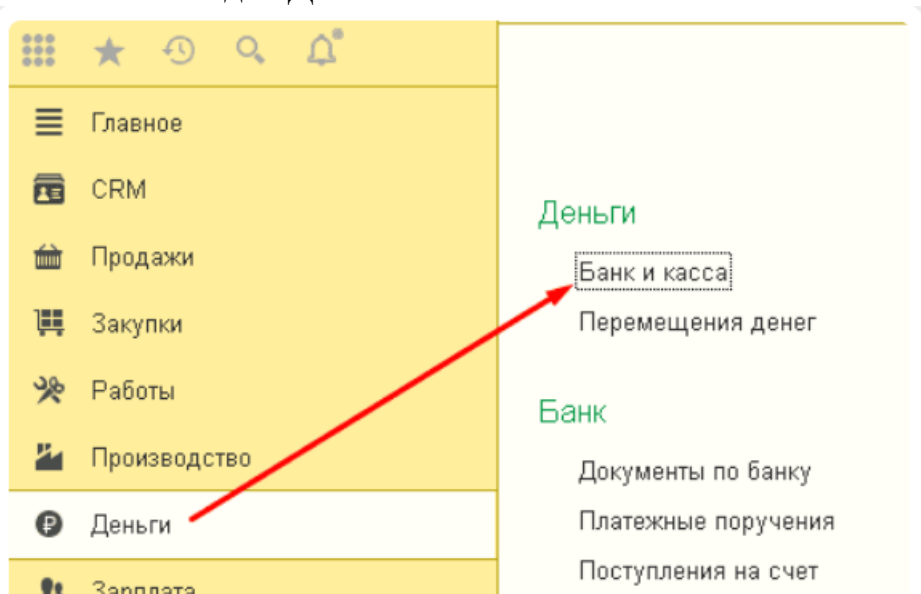 Главное
CRM
Продажи
Закупки
Работы
Производство
Деньги
Зарплата
Деньги
Банк и касса
Перемещения денег
Банк
Документы по банку
Платежные поручения
Поступления на счет